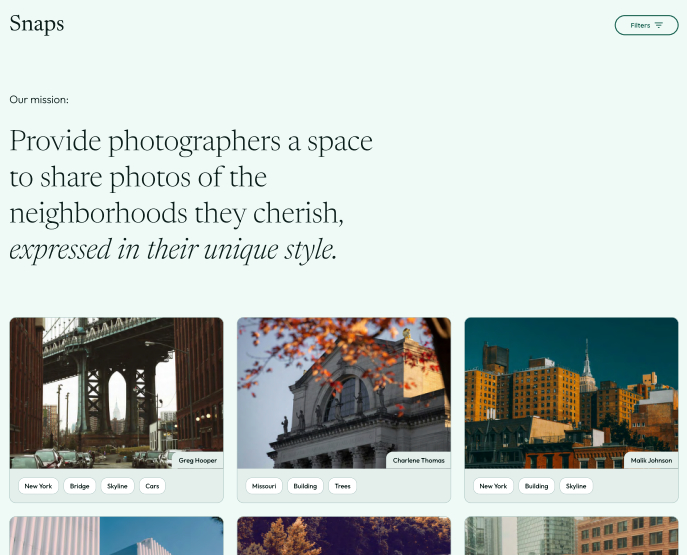 Snaps
Filters
Our mission:
Provide photographers a space
to share photos of the
neighborhoods they cherish,
expressed in their unique style.
Greg Hooper
New York
Bridge
Skyline
Cars
Charlene Thomas
Missouri
Building
Trees
Malik Johnson
New York
Building
Skyline